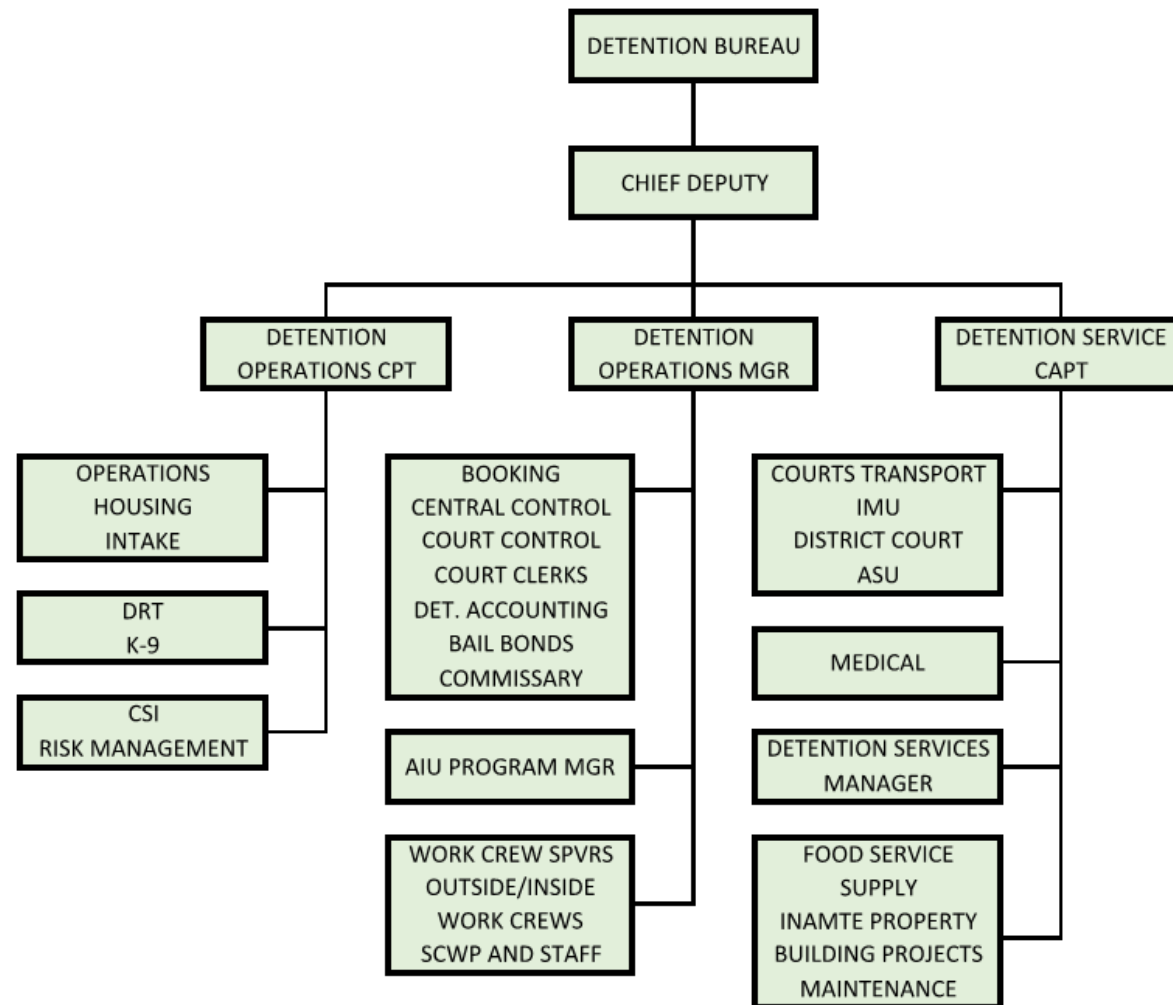 DETENTION BUREAU
CHIEF DEPUTY
DETENTION
OPERATIONS CPT
DETENTION
OPERATIONS MGR
DETENTION SERVICE
CAPT
OPERATIONS
HOUSING
INTAKE
DRT
K-9
CSI
RISK MANAGEMENT
BOOKING
CENTRAL CONTROL
COURT CONTROL
COURT CLERKS
DET. ACCOUNTING
BAIL BONDS
COMMISSARY
AIU PROGRAM MGR
WORK CREW SPVRS
OUTSIDE/INSIDE
WORK CREWS
SCWP AND STAFF
COURTS TRANSPORT
IMU
DISTRICT COURT
ASU
MEDICAL
DETENTION SERVICES
MANAGER
FOOD SERVICE
SUPPLY
INAMTE PROPERTY
BUILDING PROJECTS
MAINTENANCE